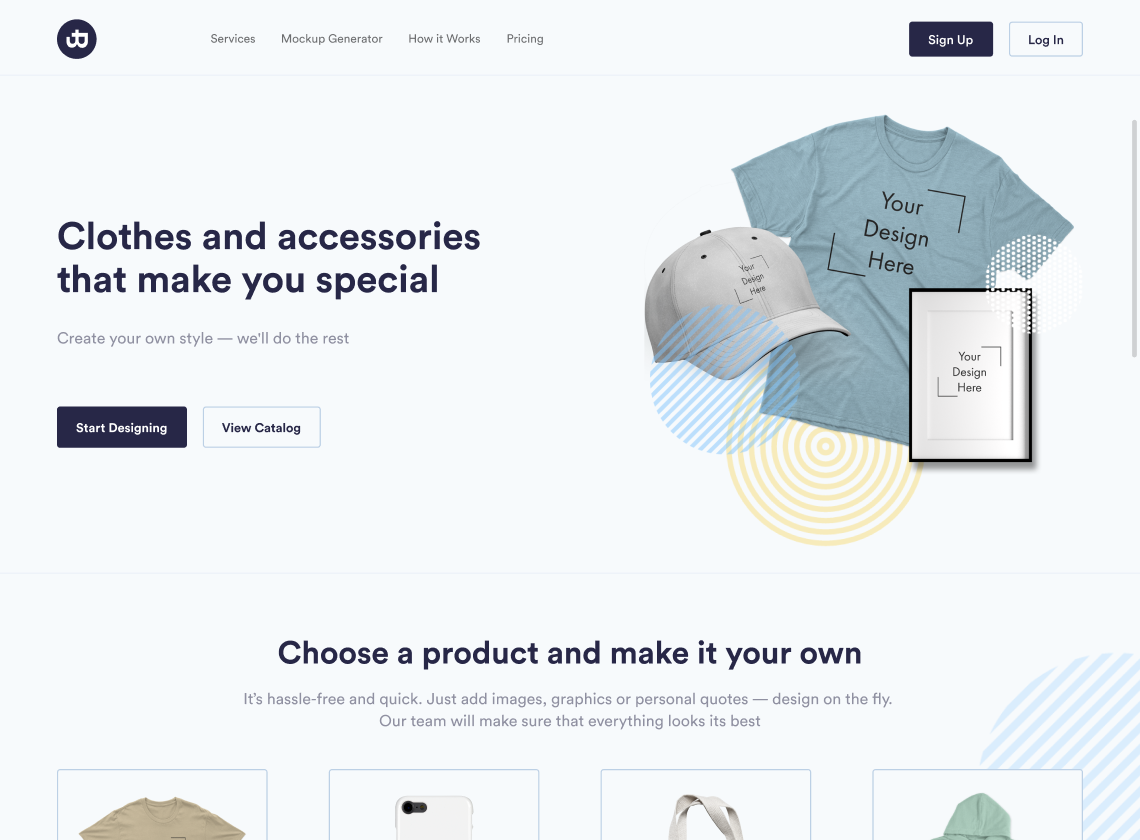 Services
Mockup Generator
How it Works
Pricing
Sign Up
Log In
Clothes and accessories
that make you special
Create your own style — we'll do the rest
Start Designing
View Catalog
Your
Design
Here
Your
Design
Here
Your
Design
Here
Choose a product and make it your own
It’s hassle-free and quick. Just add images, graphics or personal quotes — design on the fly.
Our team will make sure that everything looks its best